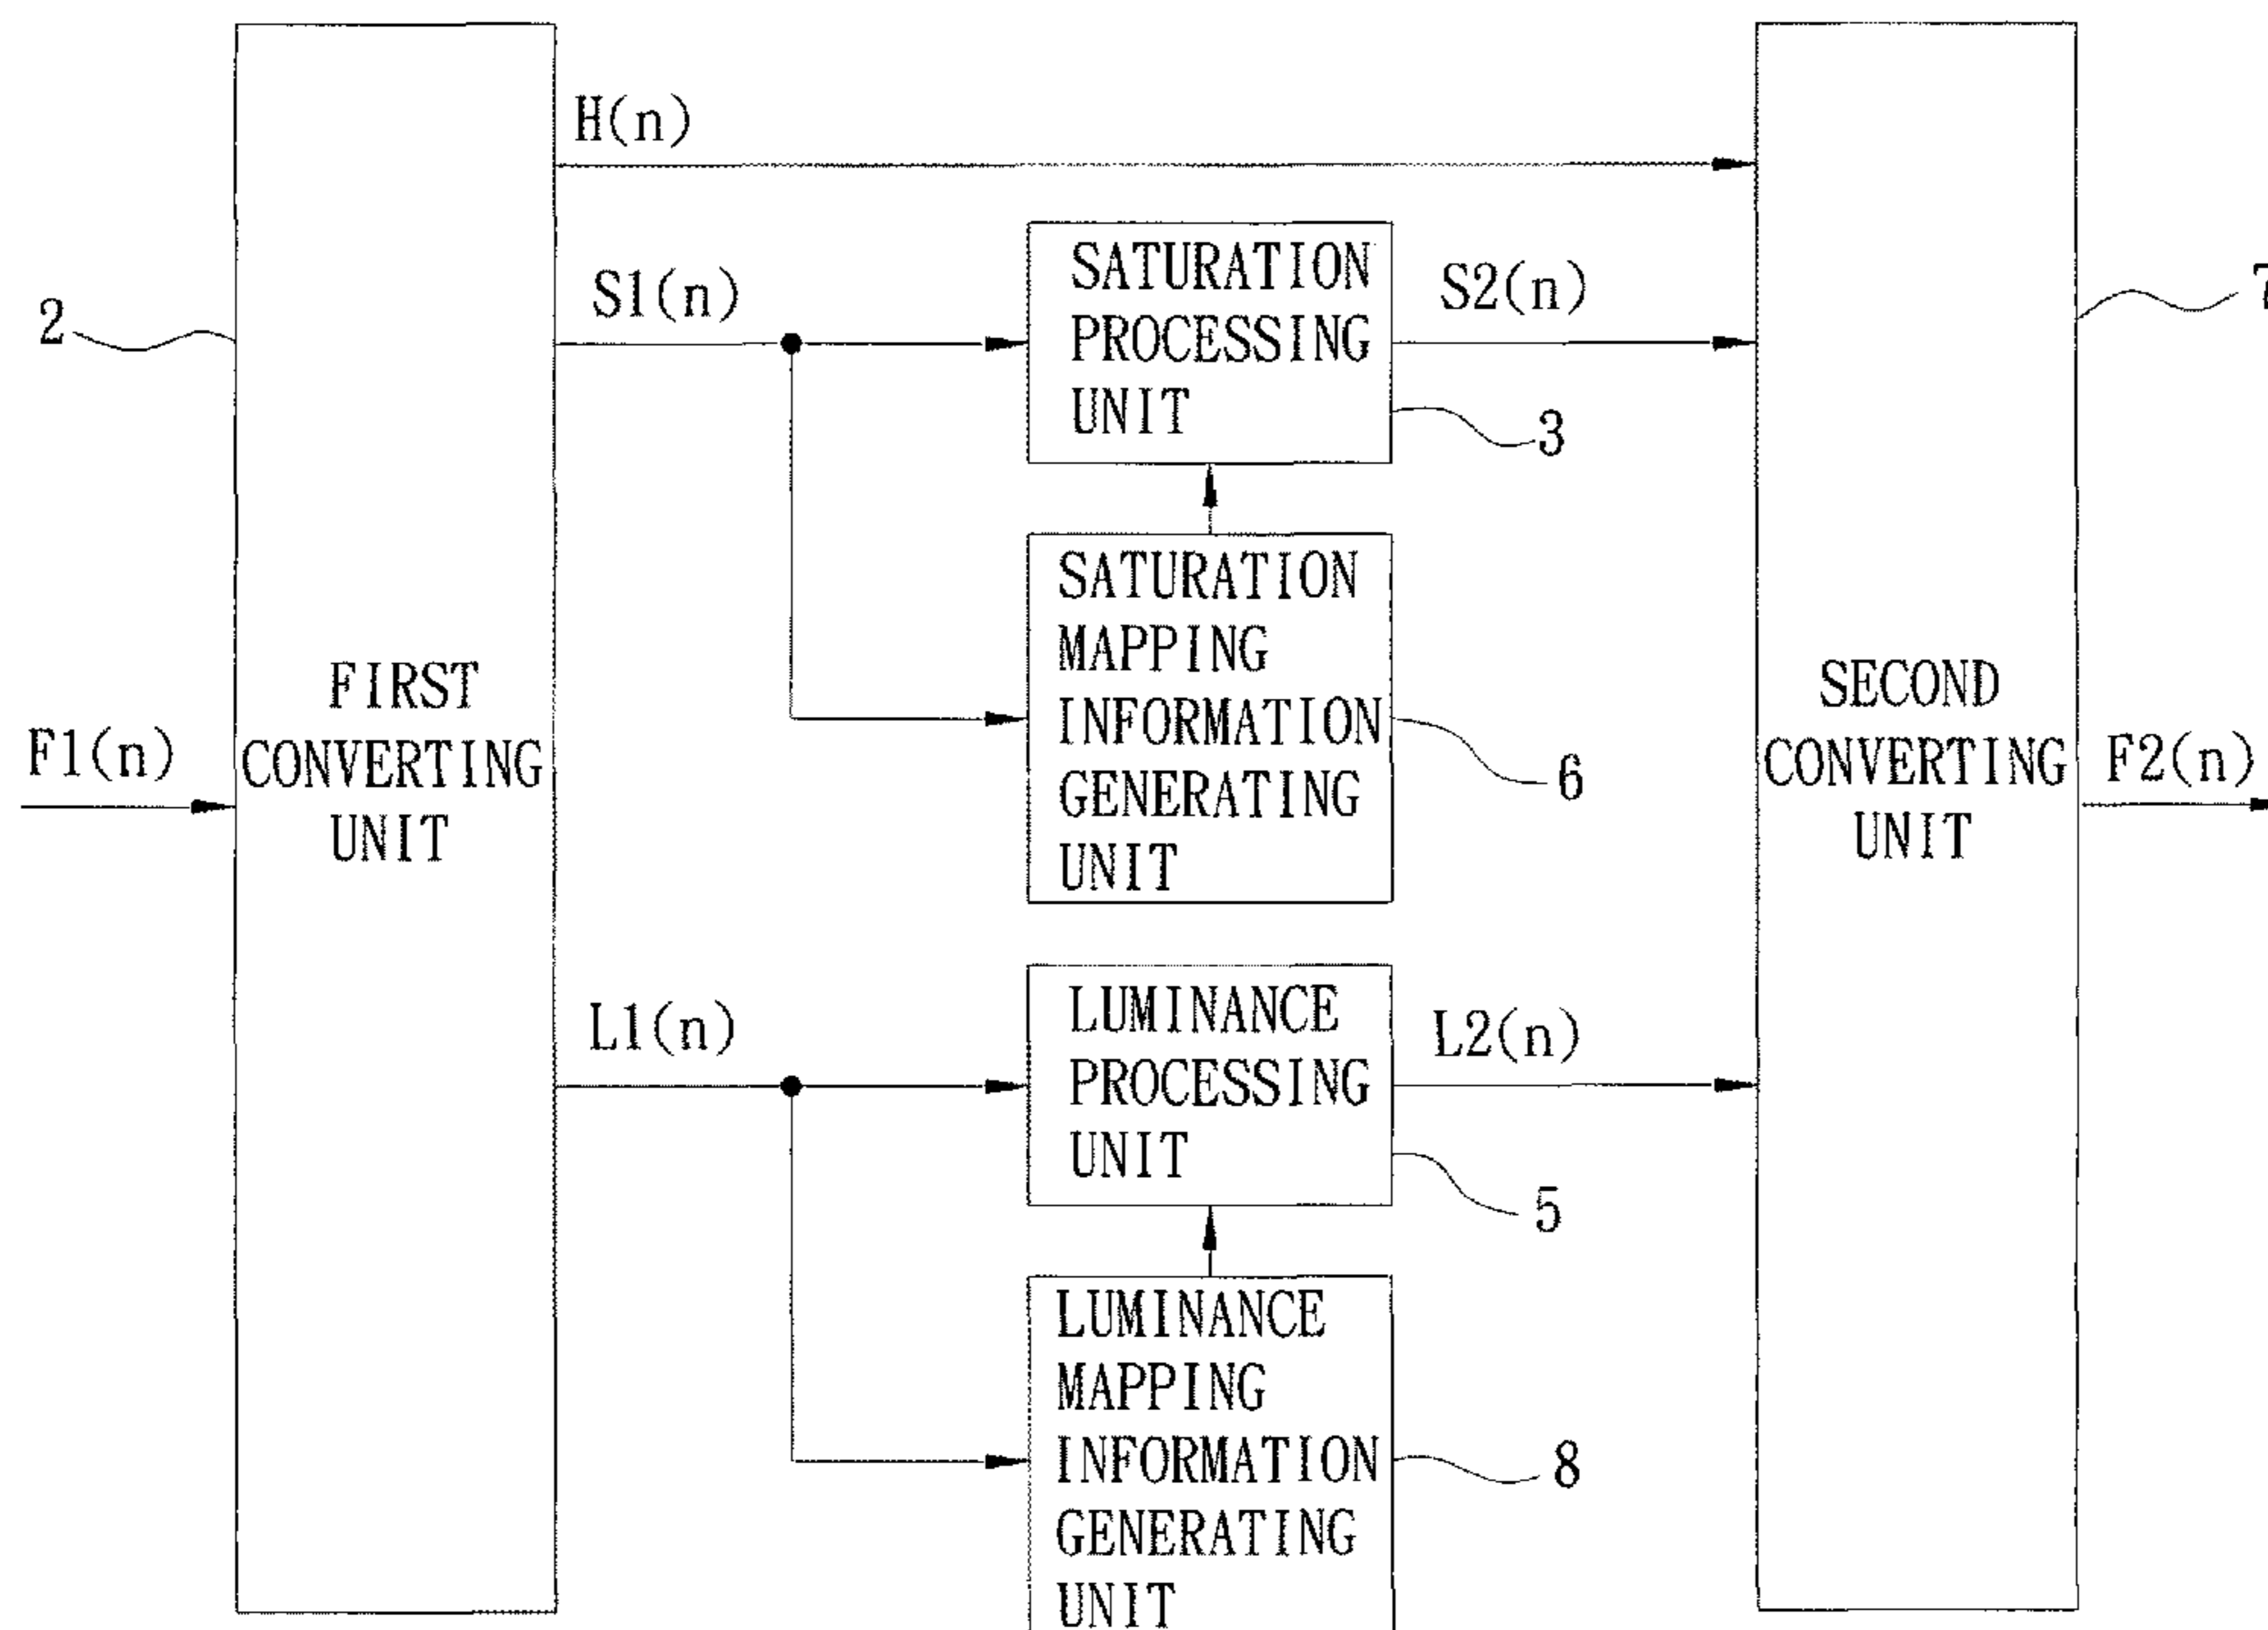 H(n)
S1(n)
SATURATION
PROCESSING
UNIT
S2(n)
2
7
3
SATURATION
MAPPING
INFORMATION
GENERATING
UNIT
6
FIRST
CONVERTING
UNIT
F1(n)
SECOND
CONVERTING
UNIT
F2(n)
L1(n)
LUMINANCE
PROCESSING
UNIT
L2(n)
5
LUMINANCE
MAPPING
INFORMATION
GENERATING
UNIT
8